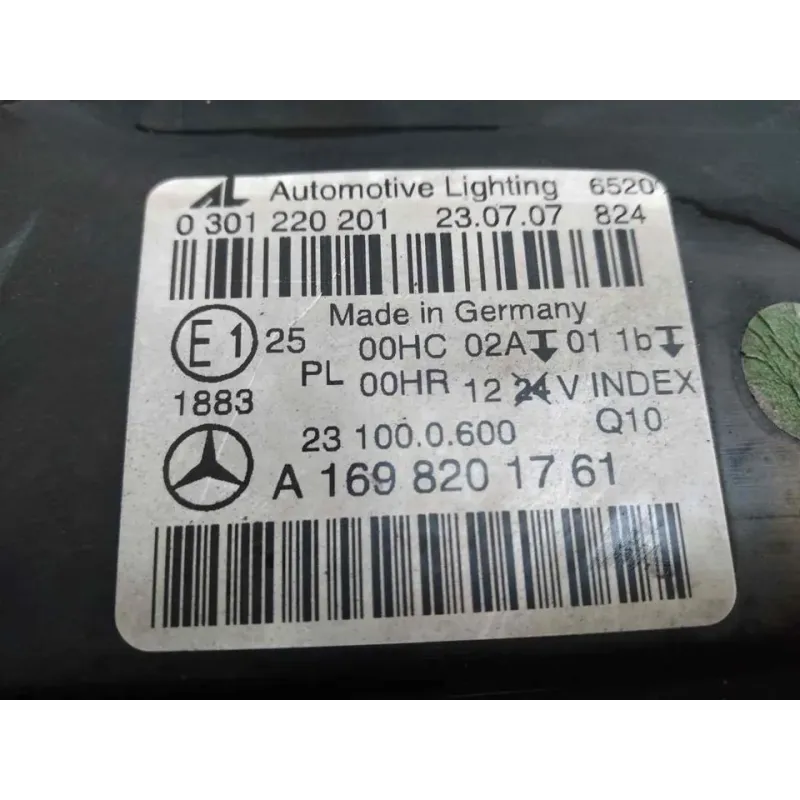 AL Automotive Lighting 6520
0 301 220 201 23.07.07 824
Made in Germany
E1 25 00HC 02A 01 1b
PL 00HR 12 24 V INDEX
1883 Q10
23 100.0.600
A 169 820 17 61